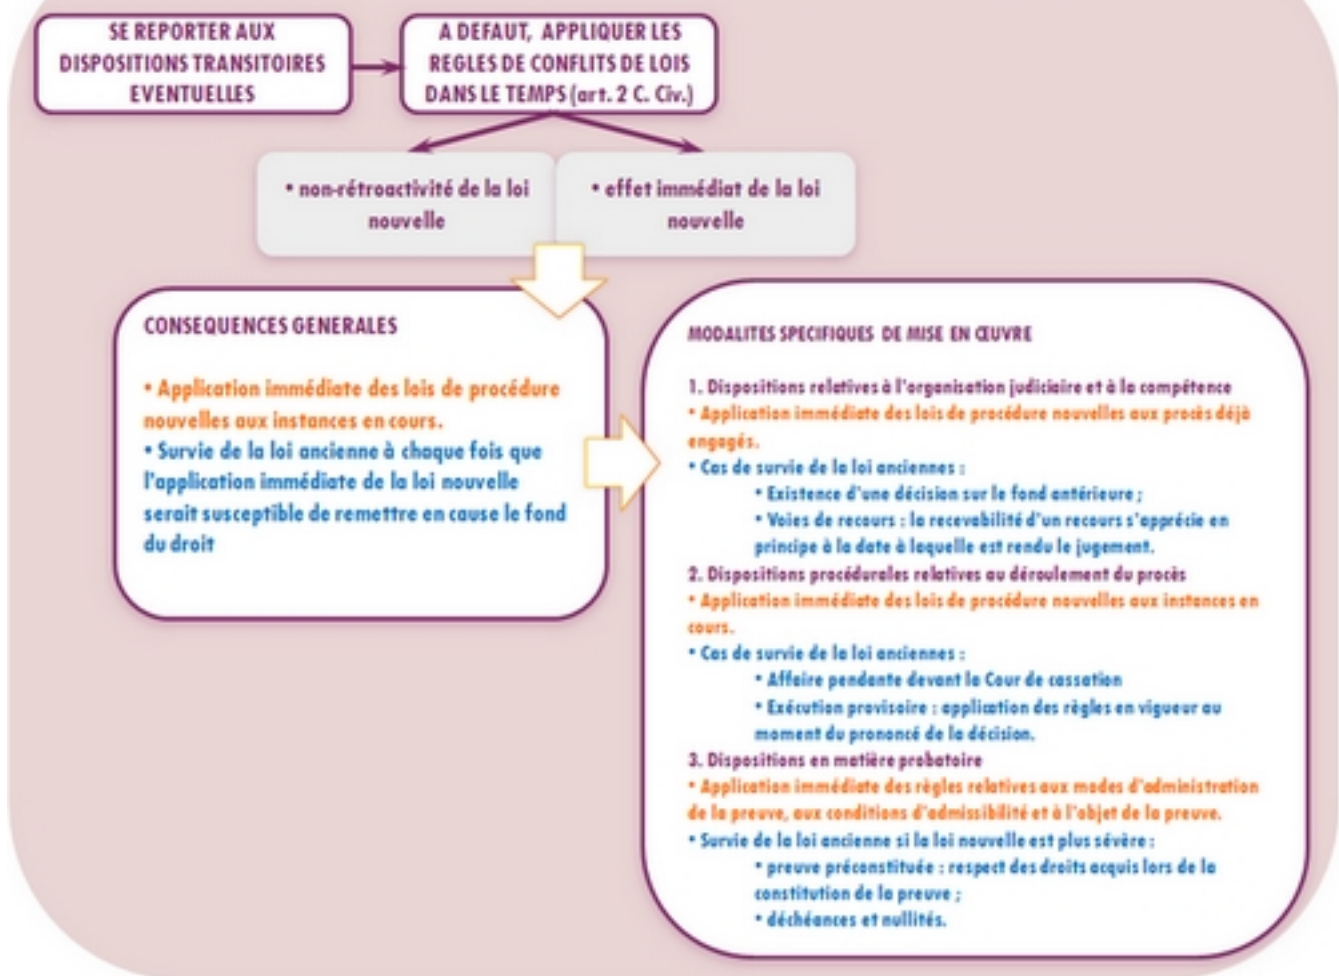 SE REPORTER AUX
DISPOSITIONS TRANSITOIRES
EVENTUELLES
A DEFAUT, APPLIQUER LES
REGLES DE CONFLITS DE LOIS
DANS LE TEMPS (art. 2 C. Civ.)
• non-rétroactivité de la loi
nouvelle
• effet immédiat de la loi
nouvelle
CONSEQUENCES GENERALES
• Application immédiate des lois de procédure
nouvelles aux instances en cours.
• Survie de la loi ancienne à chaque fois que
l'application immédiate de la loi nouvelle
serait susceptible de remettre en cause le fond
du droit
MODALITES SPECIFIQUES DE MISE EN ŒUVRE
1. Dispositions relatives à l'organisation judiciaire et à la compétence
• Application immédiate des lois de procédure nouvelles aux procès déjà
engagés.
• Cas de survie de la loi anciennes :
• Existence d'une décision sur le fond antérieure ;
• Voies de recours : la recevabilité d'un recours s'apprécie en
principe à la date à laquelle est rendu le jugement.
2. Dispositions procédurales relatives au déroulement du procès
• Application immédiate des lois de procédure nouvelles aux instances en
cours.
• Cas de survie de la loi anciennes :
• Affaire pendante devant la Cour de cassation
• Exécution provisoire : application des règles en vigueur au
moment du prononcé de la décision.
3. Dispositions en matière probatoire
• Application immédiate des règles relatives aux modes d'administration
de la preuve, aux conditions d'admissibilité et à l'objet de la preuve.
• Survie de la loi ancienne si la loi nouvelle est plus sévère :
• preuve préconstituée : respect des droits acquis lors de la
constitution de la preuve ;
• déchéances et nullités.